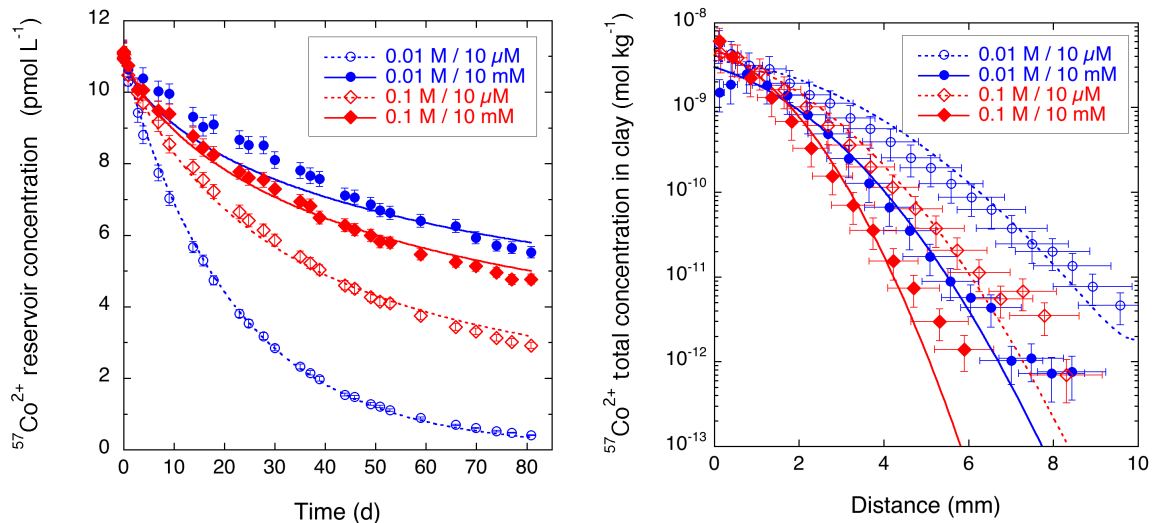 ⁵⁷Co²⁺ reservoir concentration (pmol L⁻¹)
12
10
8
6
4
2
0
0 10 20 30 40 50 60 70 80
Time (d)
0.01 M / 10 µM
0.01 M / 10 mM
0.1 M / 10 µM
0.1 M / 10 mM
⁵⁷Co²⁺ total concentration in clay (mol kg⁻¹)
10⁻⁸
10⁻⁹
10⁻¹⁰
10⁻¹¹
10⁻¹²
10⁻¹³
0 2 4 6 8 10
Distance (mm)
0.01 M / 10 µM
0.01 M / 10 mM
0.1 M / 10 µM
0.1 M / 10 mM